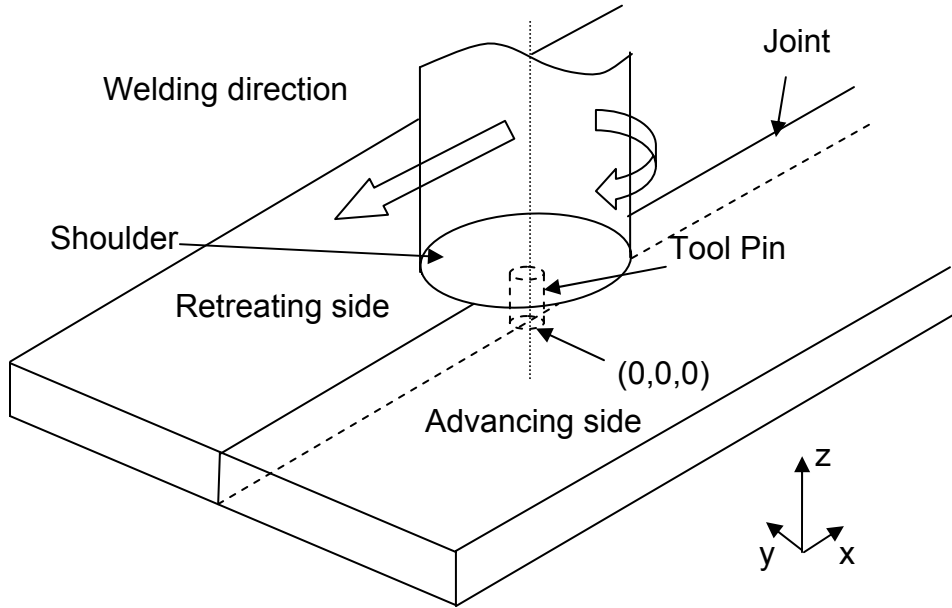 Joint
Welding direction
Shoulder
Tool Pin
Retreating side
(0,0,0)
Advancing side
z
y
x